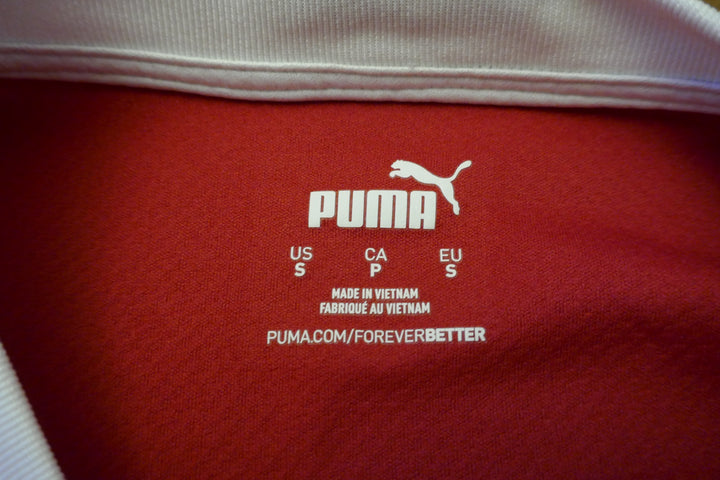 PUMA
US CA EU
S P S
MADE IN VIETNAM
FABRIQUÉ AU VIETNAM
PUMA.COM/FOREVERBETTER